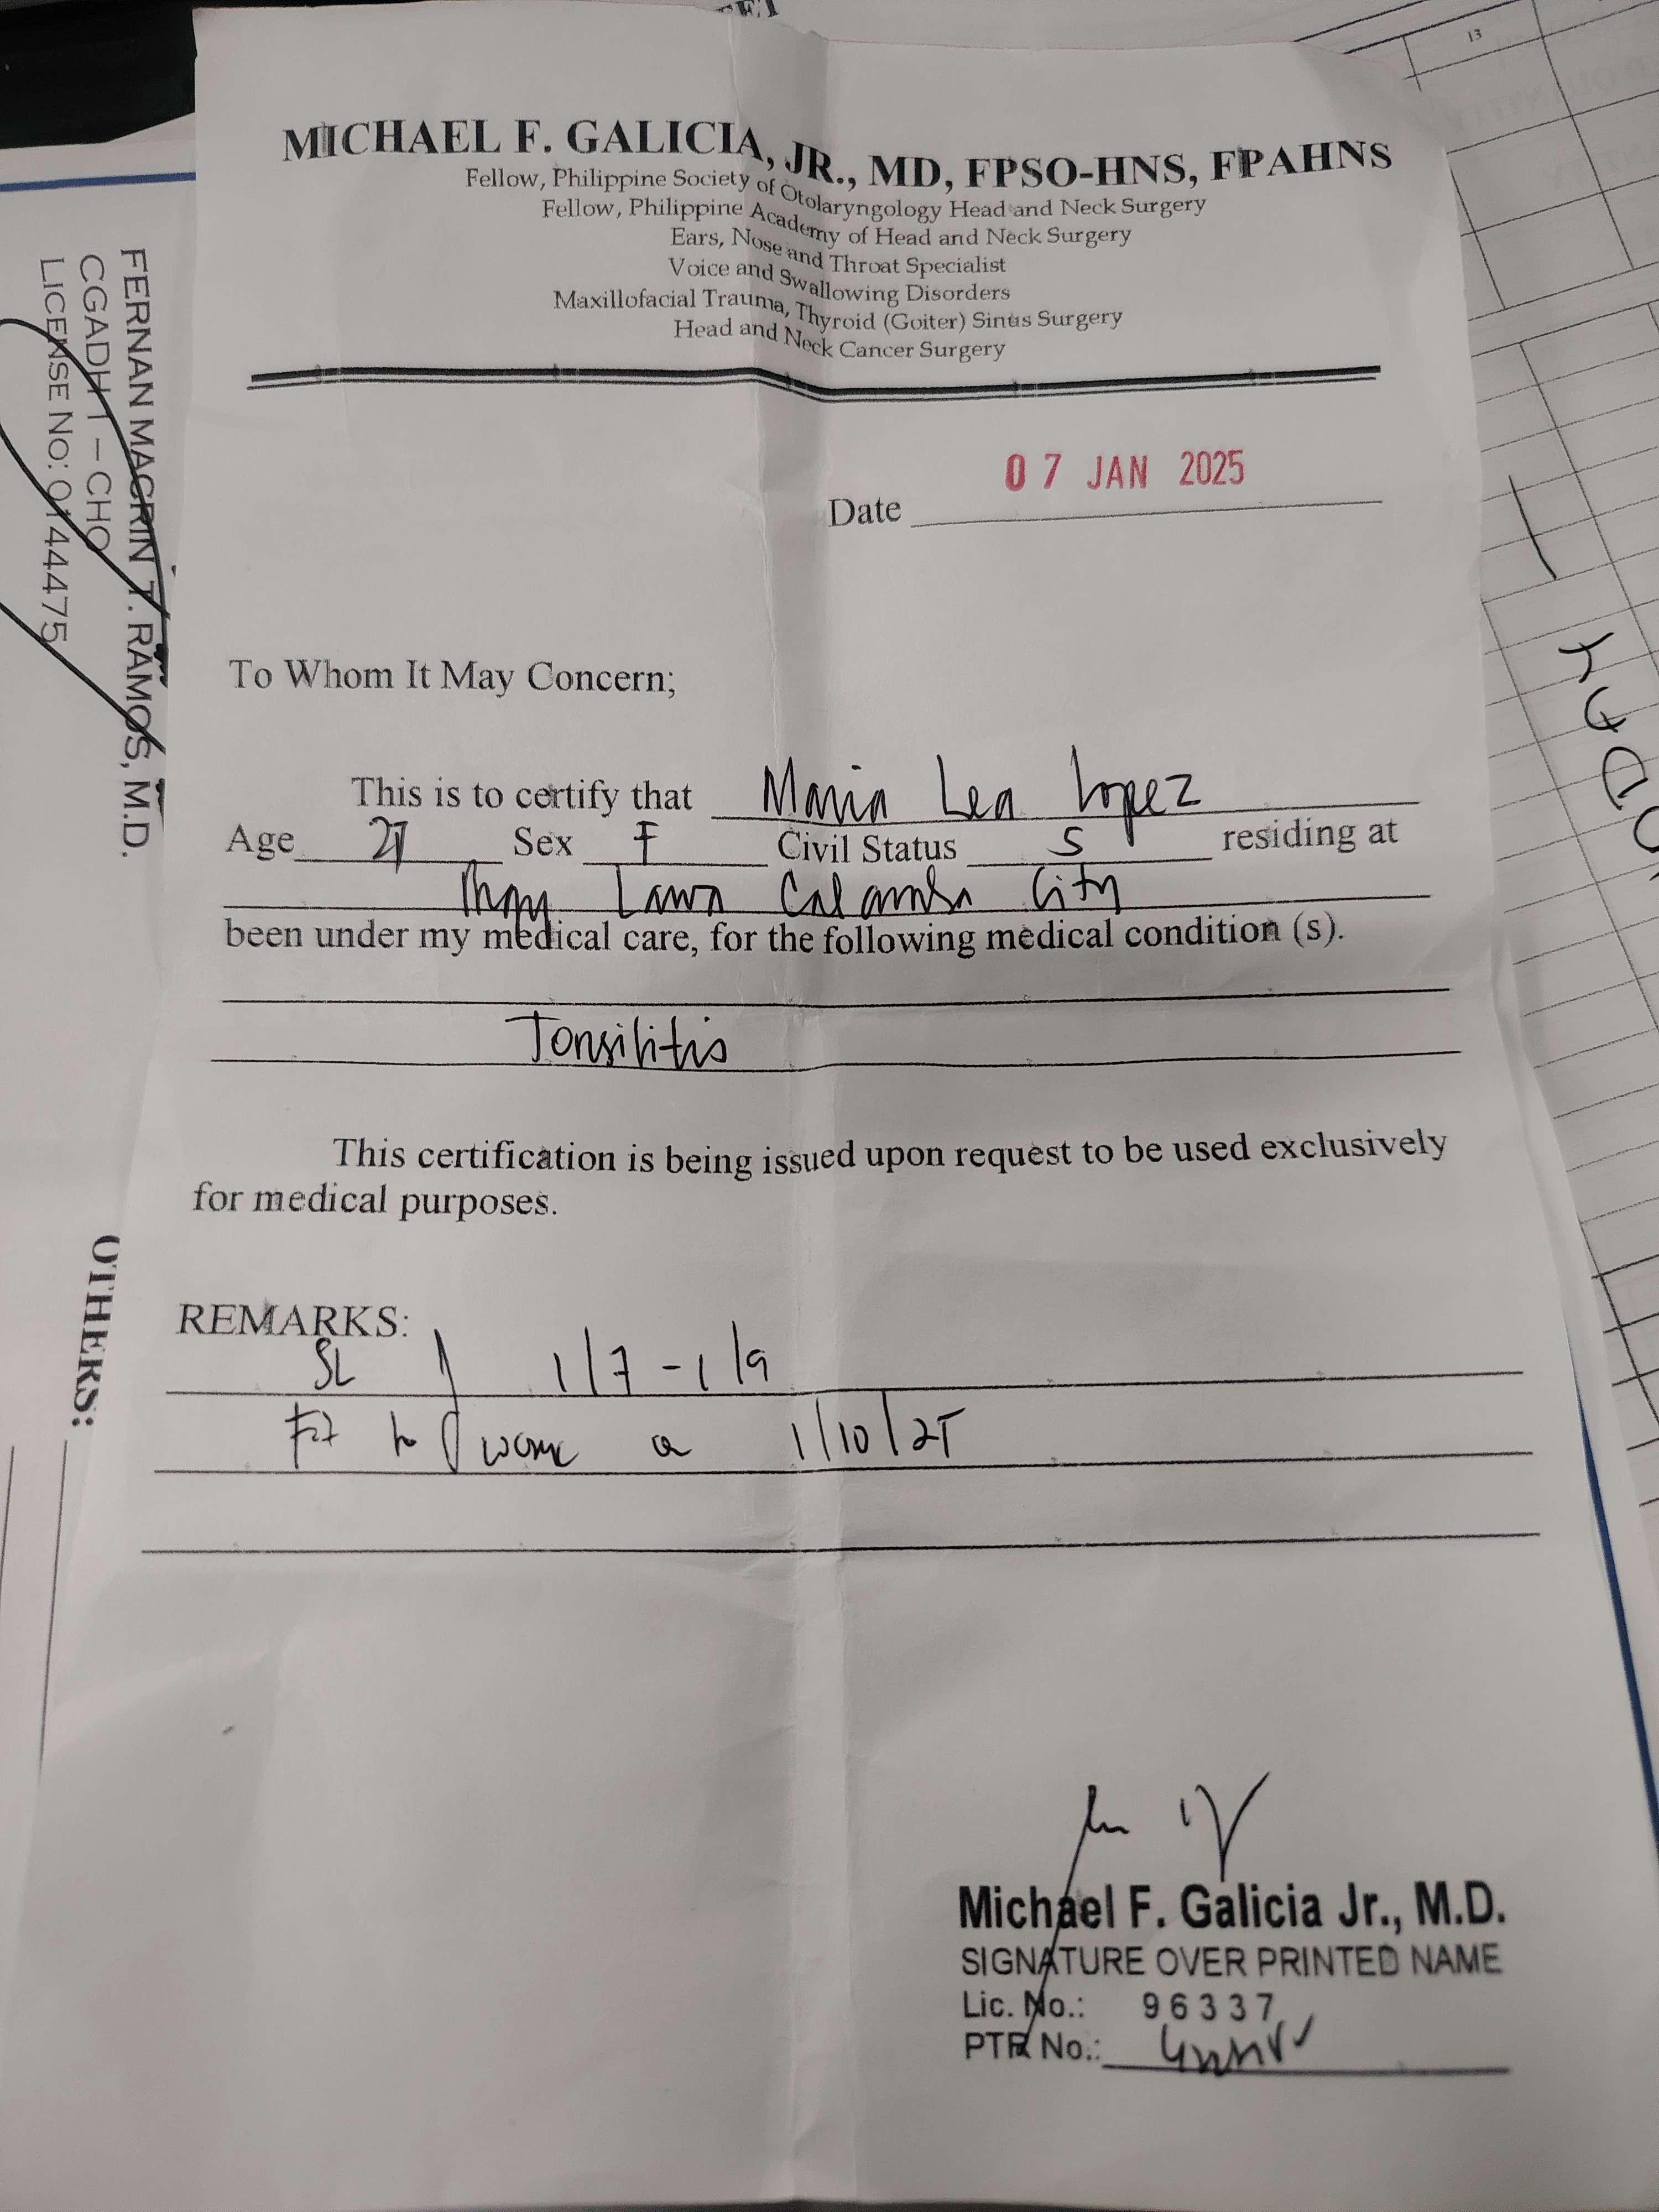 MICHAEL F. GALICIA, JR., MD, FPSO-HNS, FPAHNS
Fellow, Philippine Society of Otolaryngology Head and Neck Surgery
Fellow, Philippine Academy of Head and Neck Surgery
Ears, Nose and Throat Specialist
Voice and Swallowing Disorders
Maxillofacial Trauma, Thyroid (Goiter) Sinus Surgery
Head and Neck Cancer Surgery
07 JAN 2025
Date
To Whom It May Concern;
This is to certify that Maria Lea Lopez
Age Sex F Civil Status S residing at
Lawa Calamba City
been under my medical care, for the following medical condition (s).
Tonsilitis
This certification is being issued upon request to be used exclusively
for medical purposes.
REMARKS:
SL 1/7 - 1/9
Fit to work 1/10/25
Michael F. Galicia Jr., M.D.
SIGNATURE OVER PRINTED NAME
Lic. No.: 96337
PTR No.:
FERNAN MAGRIN T. RAMOS, M.D.
CGADH 1 - CHO
LICENSE No: 0144475
OTHERS:
13